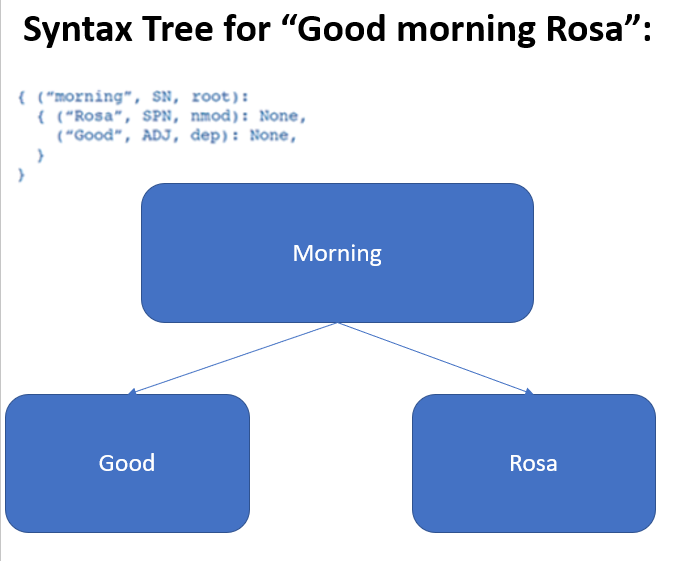 Syntax Tree for “Good morning Rosa”:
{ (“morning”, SN, root):
{ (“Rosa”, SPN, nmod): None,
(“Good”, ADJ, dep): None,
}
}
Morning
Good
Rosa